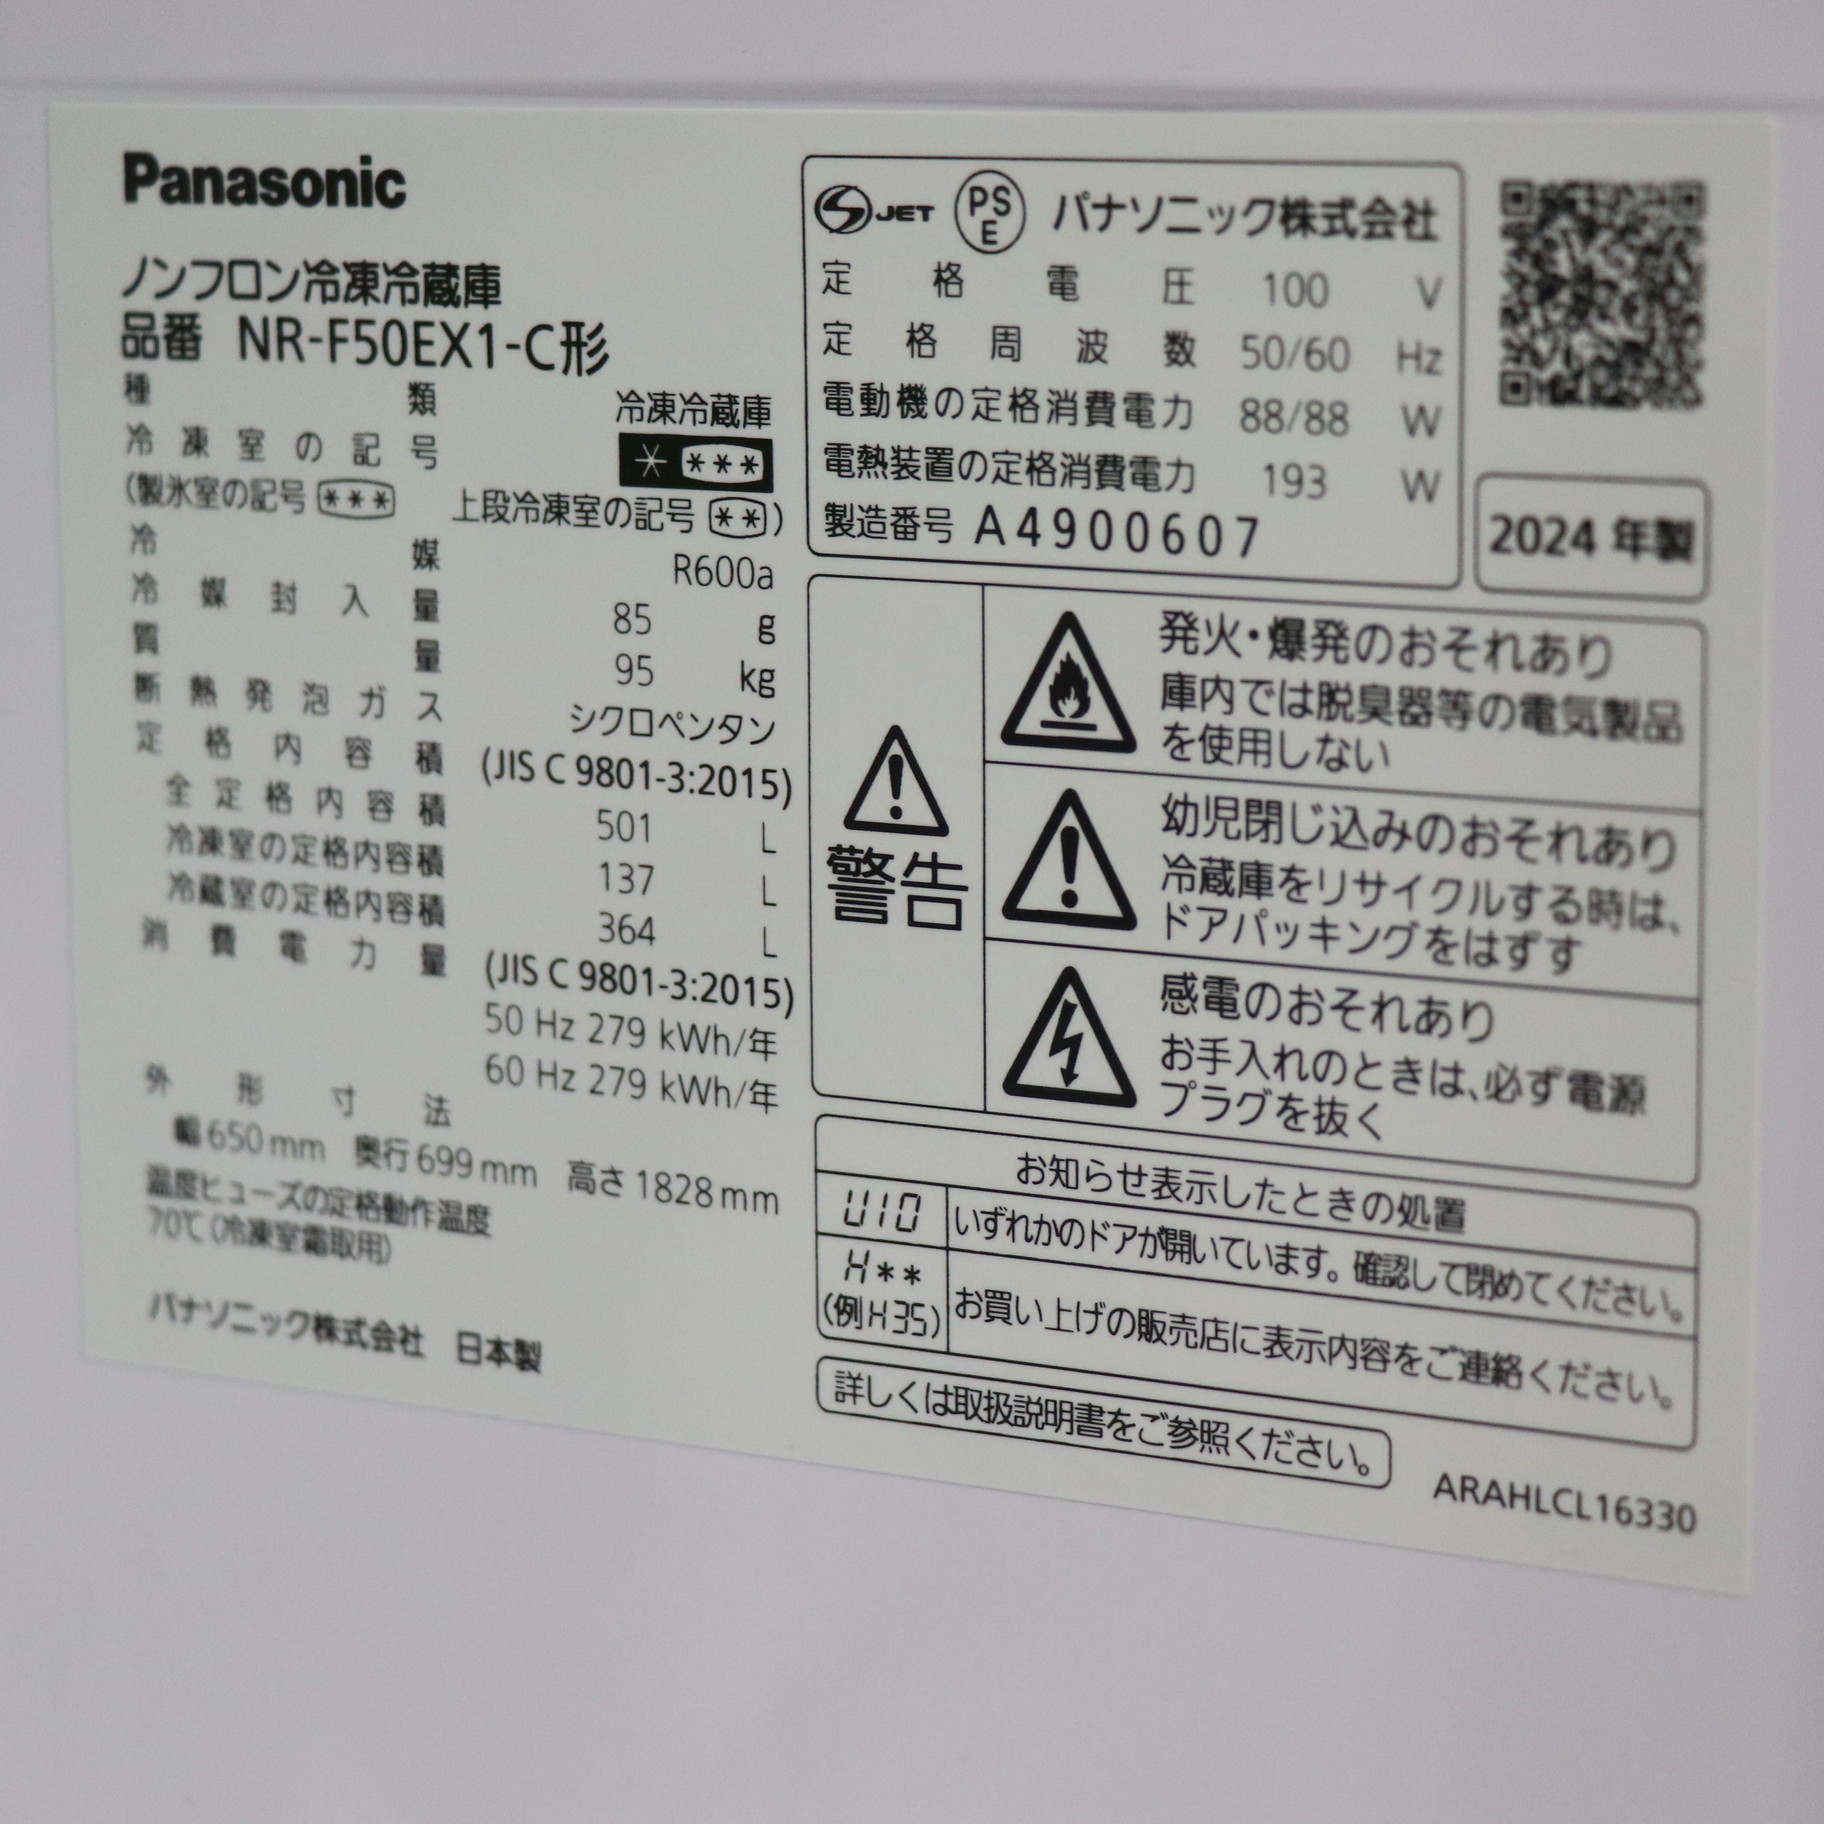 Panasonic
ノンフロン冷凍冷蔵庫
品番 NR-F50EX1-C形
種類 冷凍冷蔵庫
冷凍室の記号 * ***
(製氷室の記号 *** 上段冷凍室の記号 **)
冷媒 R600a
冷媒封入量 85 g
質量 95 kg
断熱発泡ガス シクロペンタン
定格内容積 (JIS C 9801-3:2015)
全定格内容積 501 L
冷凍室の定格内容積 137 L
冷蔵室の定格内容積 364 L
消費電力量 (JIS C 9801-3:2015)
50 Hz 279 kWh/年
60 Hz 279 kWh/年
外形寸法
幅650mm 奥行699mm 高さ1828mm
温度ヒューズの定格動作温度
70℃(冷凍室霜取用)
パナソニック株式会社 日本製
S JET PS E パナソニック株式会社
定格電圧 100 V
定格周波数 50/60 Hz
電動機の定格消費電力 88/88 W
電熱装置の定格消費電力 193 W
製造番号 A4900607
2024年製
警告
発火・爆発のおそれあり
庫内では脱臭器等の電気製品
を使用しない
幼児閉じ込みのおそれあり
冷蔵庫をリサイクルする時は、
ドアパッキングをはずす
感電のおそれあり
お手入れのときは、必ず電源
プラグを抜く
お知らせ表示したときの処置
U10 いずれかのドアが開いています。確認して閉めてください。
H** (例H35) お買い上げの販売店に表示内容をご連絡ください。
詳しくは取扱説明書をご参照ください。
ARAHLCL16330